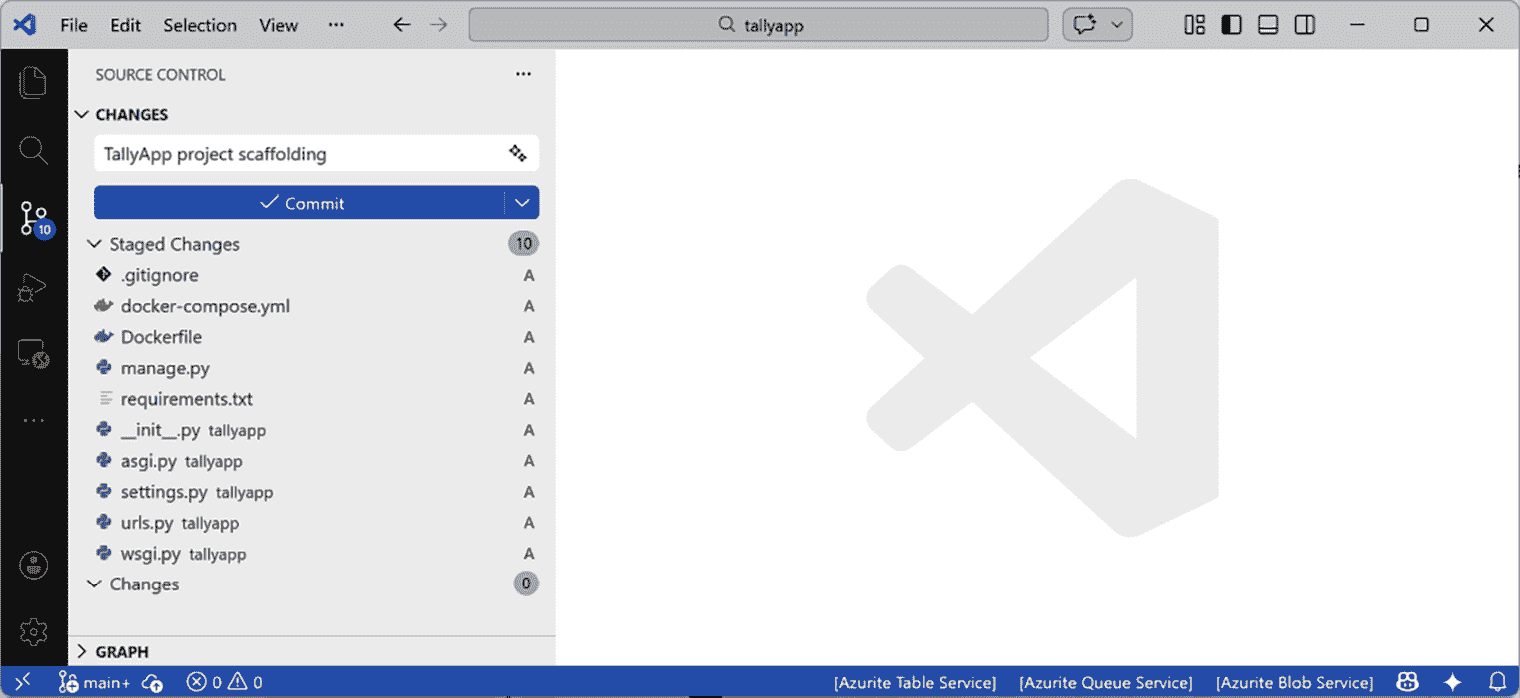 File Edit Selection View ··· tallyapp
SOURCE CONTROL ···
CHANGES
TallyApp project scaffolding
Commit
10
Staged Changes 10
.gitignore A
docker-compose.yml A
Dockerfile A
manage.py A
requirements.txt A
__init__.py tallyapp A
asgi.py tallyapp A
settings.py tallyapp A
urls.py tallyapp A
wsgi.py tallyapp A
Changes 0
GRAPH
main+ 0 0 [Azurite Table Service] [Azurite Queue Service] [Azurite Blob Service]